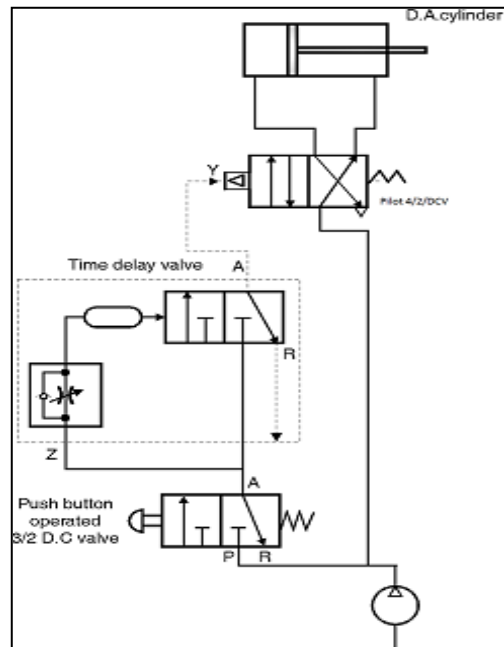 D.A.cylinder
Y
Pilot 4/2/DCV
Time delay valve
A
R
Z
A
Push button
operated
3/2 D.C valve
P R